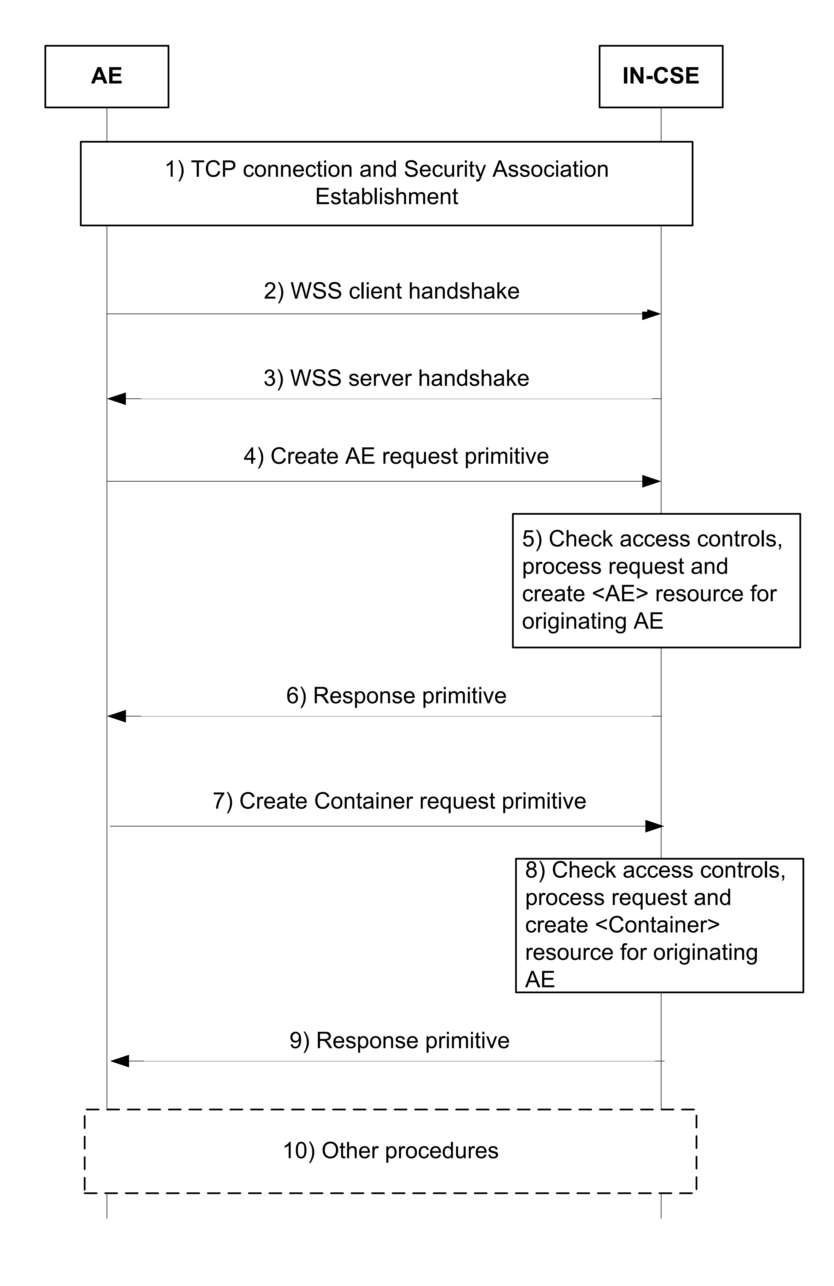 AE
IN-CSE
1) TCP connection and Security Association
Establishment
2) WSS client handshake
3) WSS server handshake
4) Create AE request primitive
5) Check access controls,
process request and
create <AE> resource for
originating AE
6) Response primitive
7) Create Container request primitive
8) Check access controls,
process request and
create <Container>
resource for originating
AE
9) Response primitive
10) Other procedures